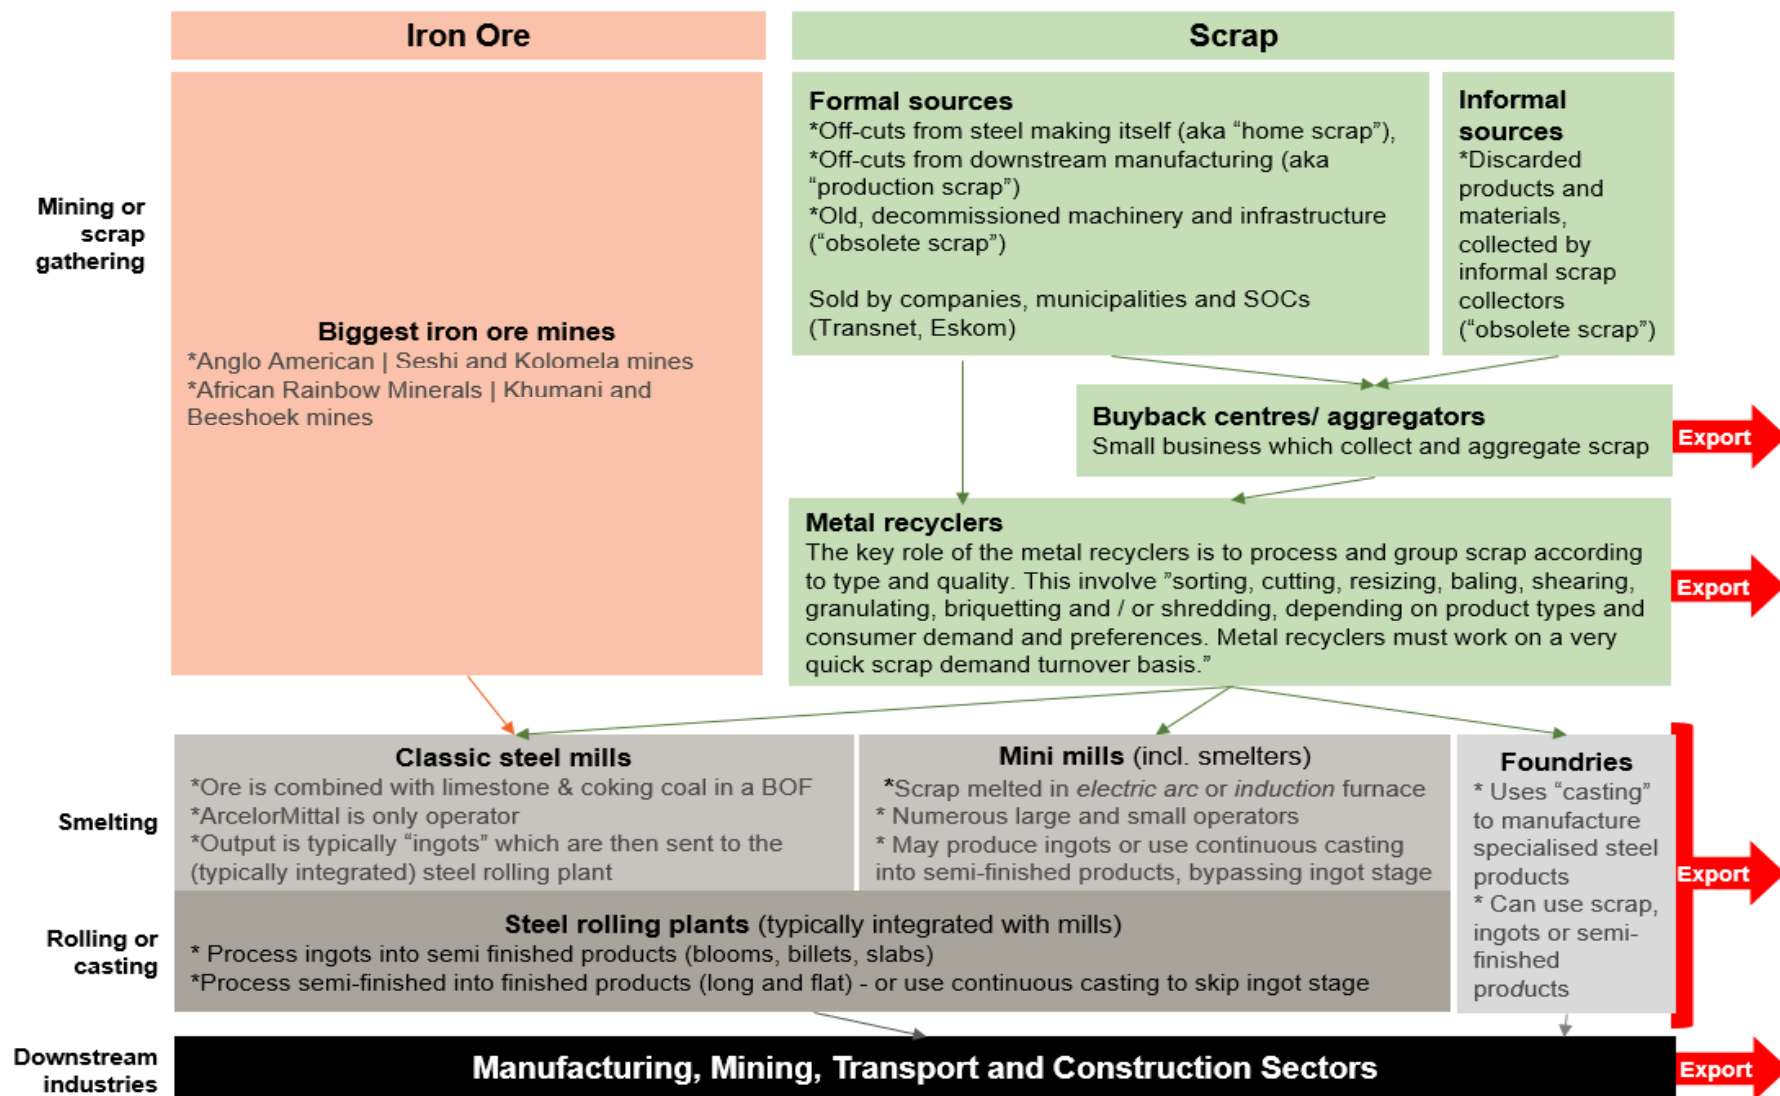 Iron Ore
Scrap
Mining or
scrap
gathering
Biggest iron ore mines
*Anglo American | Seshi and Kolomela mines
*African Rainbow Minerals | Khumani and
Beeshoek mines
Formal sources
*Off-cuts from steel making itself (aka “home scrap”),
*Off-cuts from downstream manufacturing (aka
“production scrap”)
*Old, decommissioned machinery and infrastructure
(“obsolete scrap”)
Sold by companies, municipalities and SOCs
(Transnet, Eskom)
Informal
sources
*Discarded
products and
materials,
collected by
informal scrap
collectors
(“obsolete scrap”)
Buyback centres/ aggregators
Small business which collect and aggregate scrap
Export
Metal recyclers
The key role of the metal recyclers is to process and group scrap according
to type and quality. This involve ”sorting, cutting, resizing, baling, shearing,
granulating, briquetting and / or shredding, depending on product types and
consumer demand and preferences. Metal recyclers must work on a very
quick scrap demand turnover basis.”
Export
Smelting
Classic steel mills
*Ore is combined with limestone & coking coal in a BOF
*ArcelorMittal is only operator
*Output is typically “ingots” which are then sent to the
(typically integrated) steel rolling plant
Mini mills (incl. smelters)
*Scrap melted in electric arc or induction furnace
* Numerous large and small operators
* May produce ingots or use continuous casting
into semi-finished products, bypassing ingot stage
Foundries
* Uses “casting”
to manufacture
specialised steel
products
* Can use scrap,
ingots or semi-
finished
products
Export
Rolling or
casting
Steel rolling plants (typically integrated with mills)
* Process ingots into semi finished products (blooms, billets, slabs)
*Process semi-finished into finished products (long and flat) - or use continuous casting to skip ingot stage
Downstream
industries
Manufacturing, Mining, Transport and Construction Sectors
Export